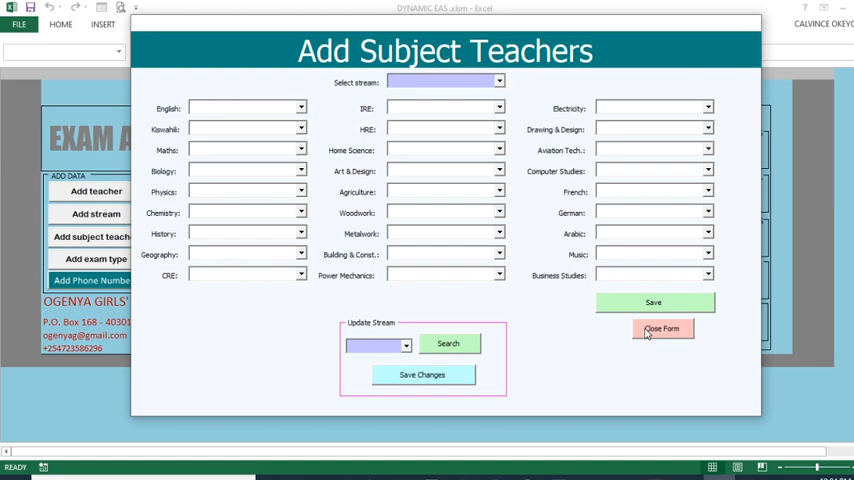 DYNAMIC EAS .xlsm - Excel
FILE HOME INSERT
CALVINCE OKEYO
Add Subject Teachers
Select stream:
English: IRE: Electricity:
Kiswahili: HRE: Drawing & Design:
Maths: Home Science: Aviation Tech.:
Biology: Art & Design: Computer Studies:
Physics: Agriculture: French:
Chemistry: Woodwork: German:
History: Metalwork: Arabic:
Geography: Building & Const.: Music:
CRE: Power Mechanics: Business Studies:
Save
Close Form
Update Stream
Search
Save Changes
EXAM A
ADD DATA
Add teacher
Add stream
Add subject teach
Add exam type
Add Phone Numbe
OGENYA GIRLS'
P.O. Box 168 - 40301
ogenyag@gmail.com
+254723586296
READY